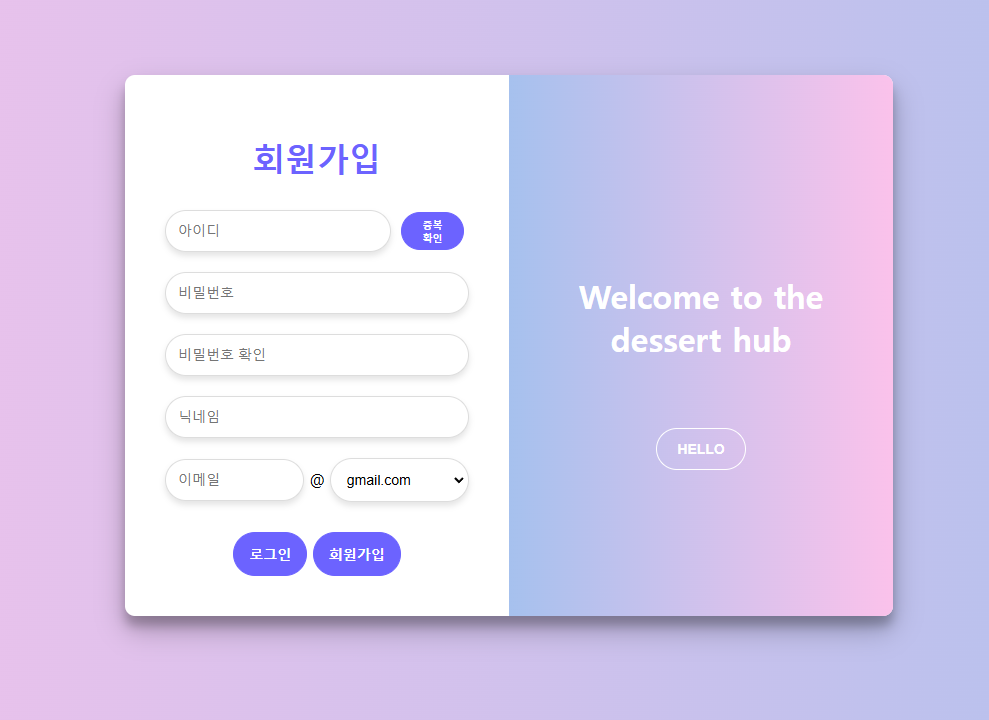 회원가입
아이디
중복
확인
비밀번호
비밀번호 확인
닉네임
이메일 @ gmail.com
로그인 회원가입
Welcome to the
dessert hub
HELLO